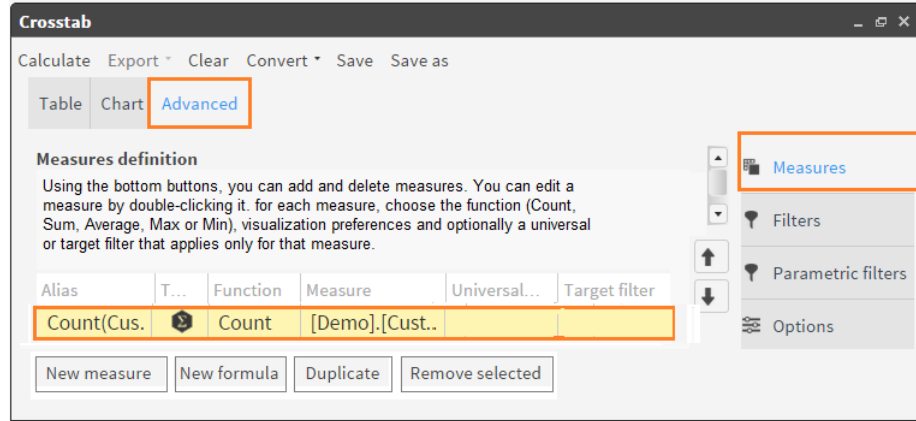 Crosstab
Calculate Export Clear Convert Save Save as
Table Chart Advanced
Measures definition
Using the bottom buttons, you can add and delete measures. You can edit a
measure by double-clicking it. for each measure, choose the function (Count,
Sum, Average, Max or Min), visualization preferences and optionally a universal
or target filter that applies only for that measure.
Alias T... Function Measure Universal... Target filter
Count(Cus. Count [Demo].[Cust..
New measure New formula Duplicate Remove selected
Measures
Filters
Parametric filters
Options